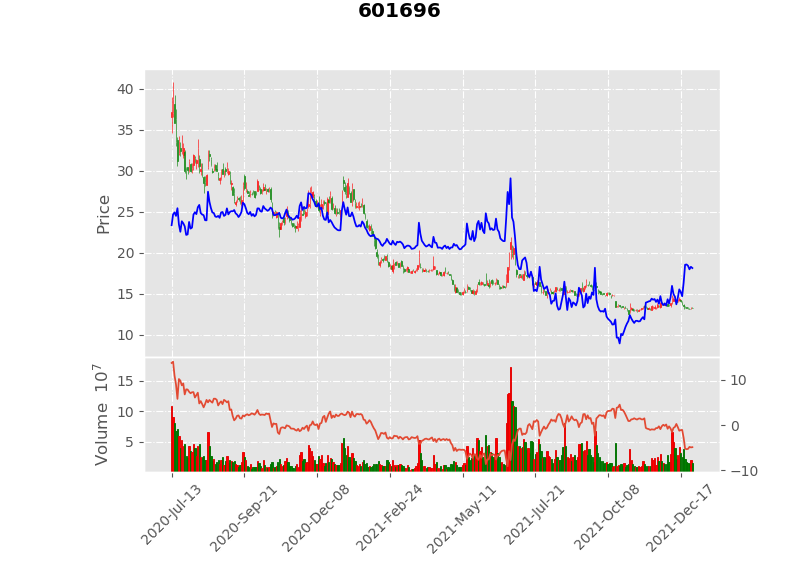 601696
Price
40
35
30
25
20
15
10
Volume 10^7
15
10
5
10
0
−10
2020-Jul-13
2020-Sep-21
2020-Dec-08
2021-Feb-24
2021-May-11
2021-Jul-21
2021-Oct-08
2021-Dec-17